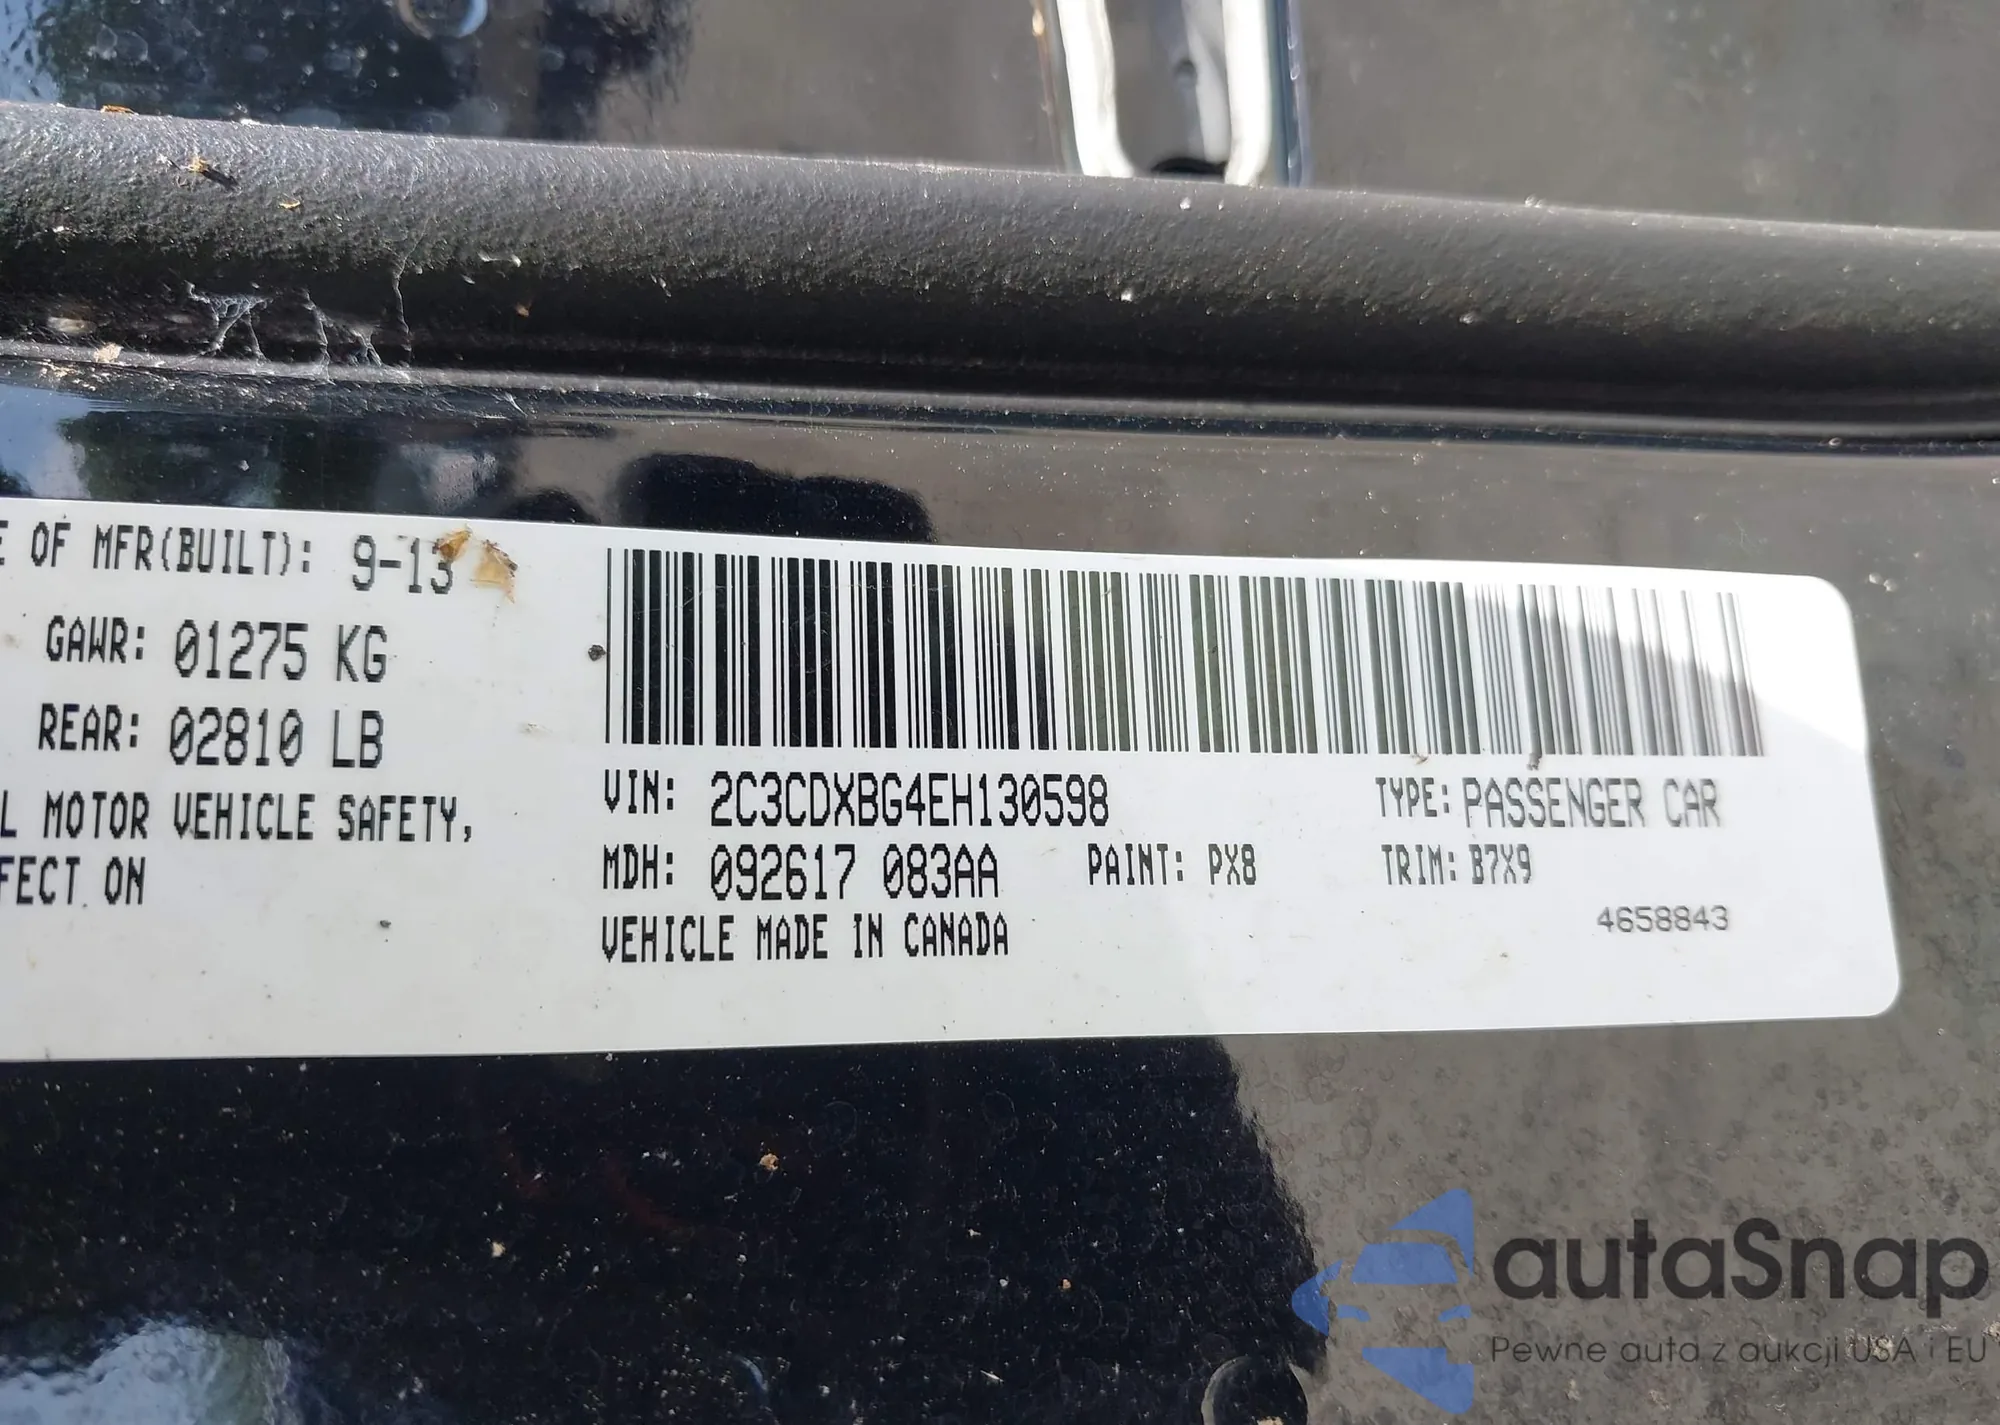 E OF MFR(BUILT): 9-13
GAWR: 01275 KG
REAR: 02810 LB
L MOTOR VEHICLE SAFETY,
FECT ON
VIN: 2C3CDXBG4EH130598
TYPE: PASSENGER CAR
MDH: 092617 083AA
PAINT: PX8
TRIM: B7X9
VEHICLE MADE IN CANADA
4658843
autaSnap
Pewne auta z aukcji USA i EU